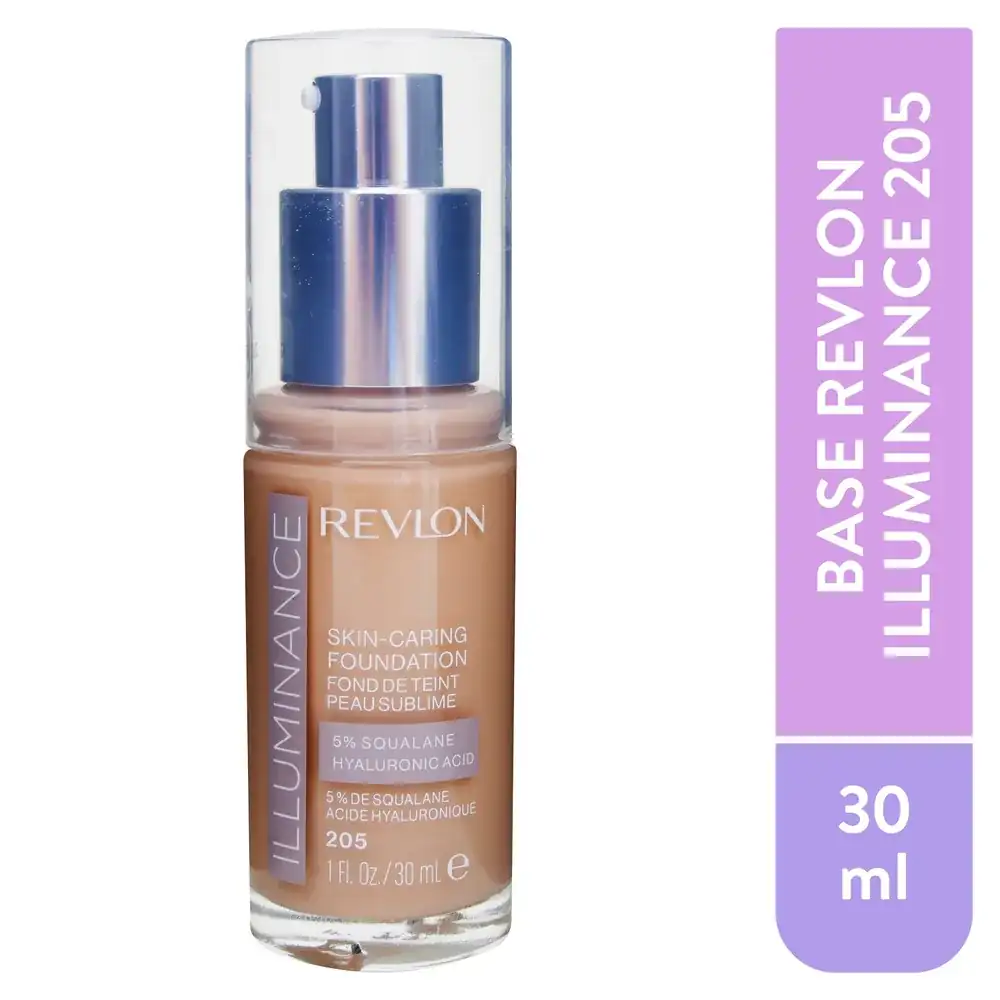 ILLUMINANCE
REVLON
SKIN-CARING
FOUNDATION
FOND DE TEINT
PEAU SUBLIME
5% SQUALANE
HYALURONIC ACID
5% DE SQUALANE
ACIDE HYALURONIQUE
205
1 Fl. Oz./30 mL e
BASE REVLON
ILLUMINANCE 205
30
ml